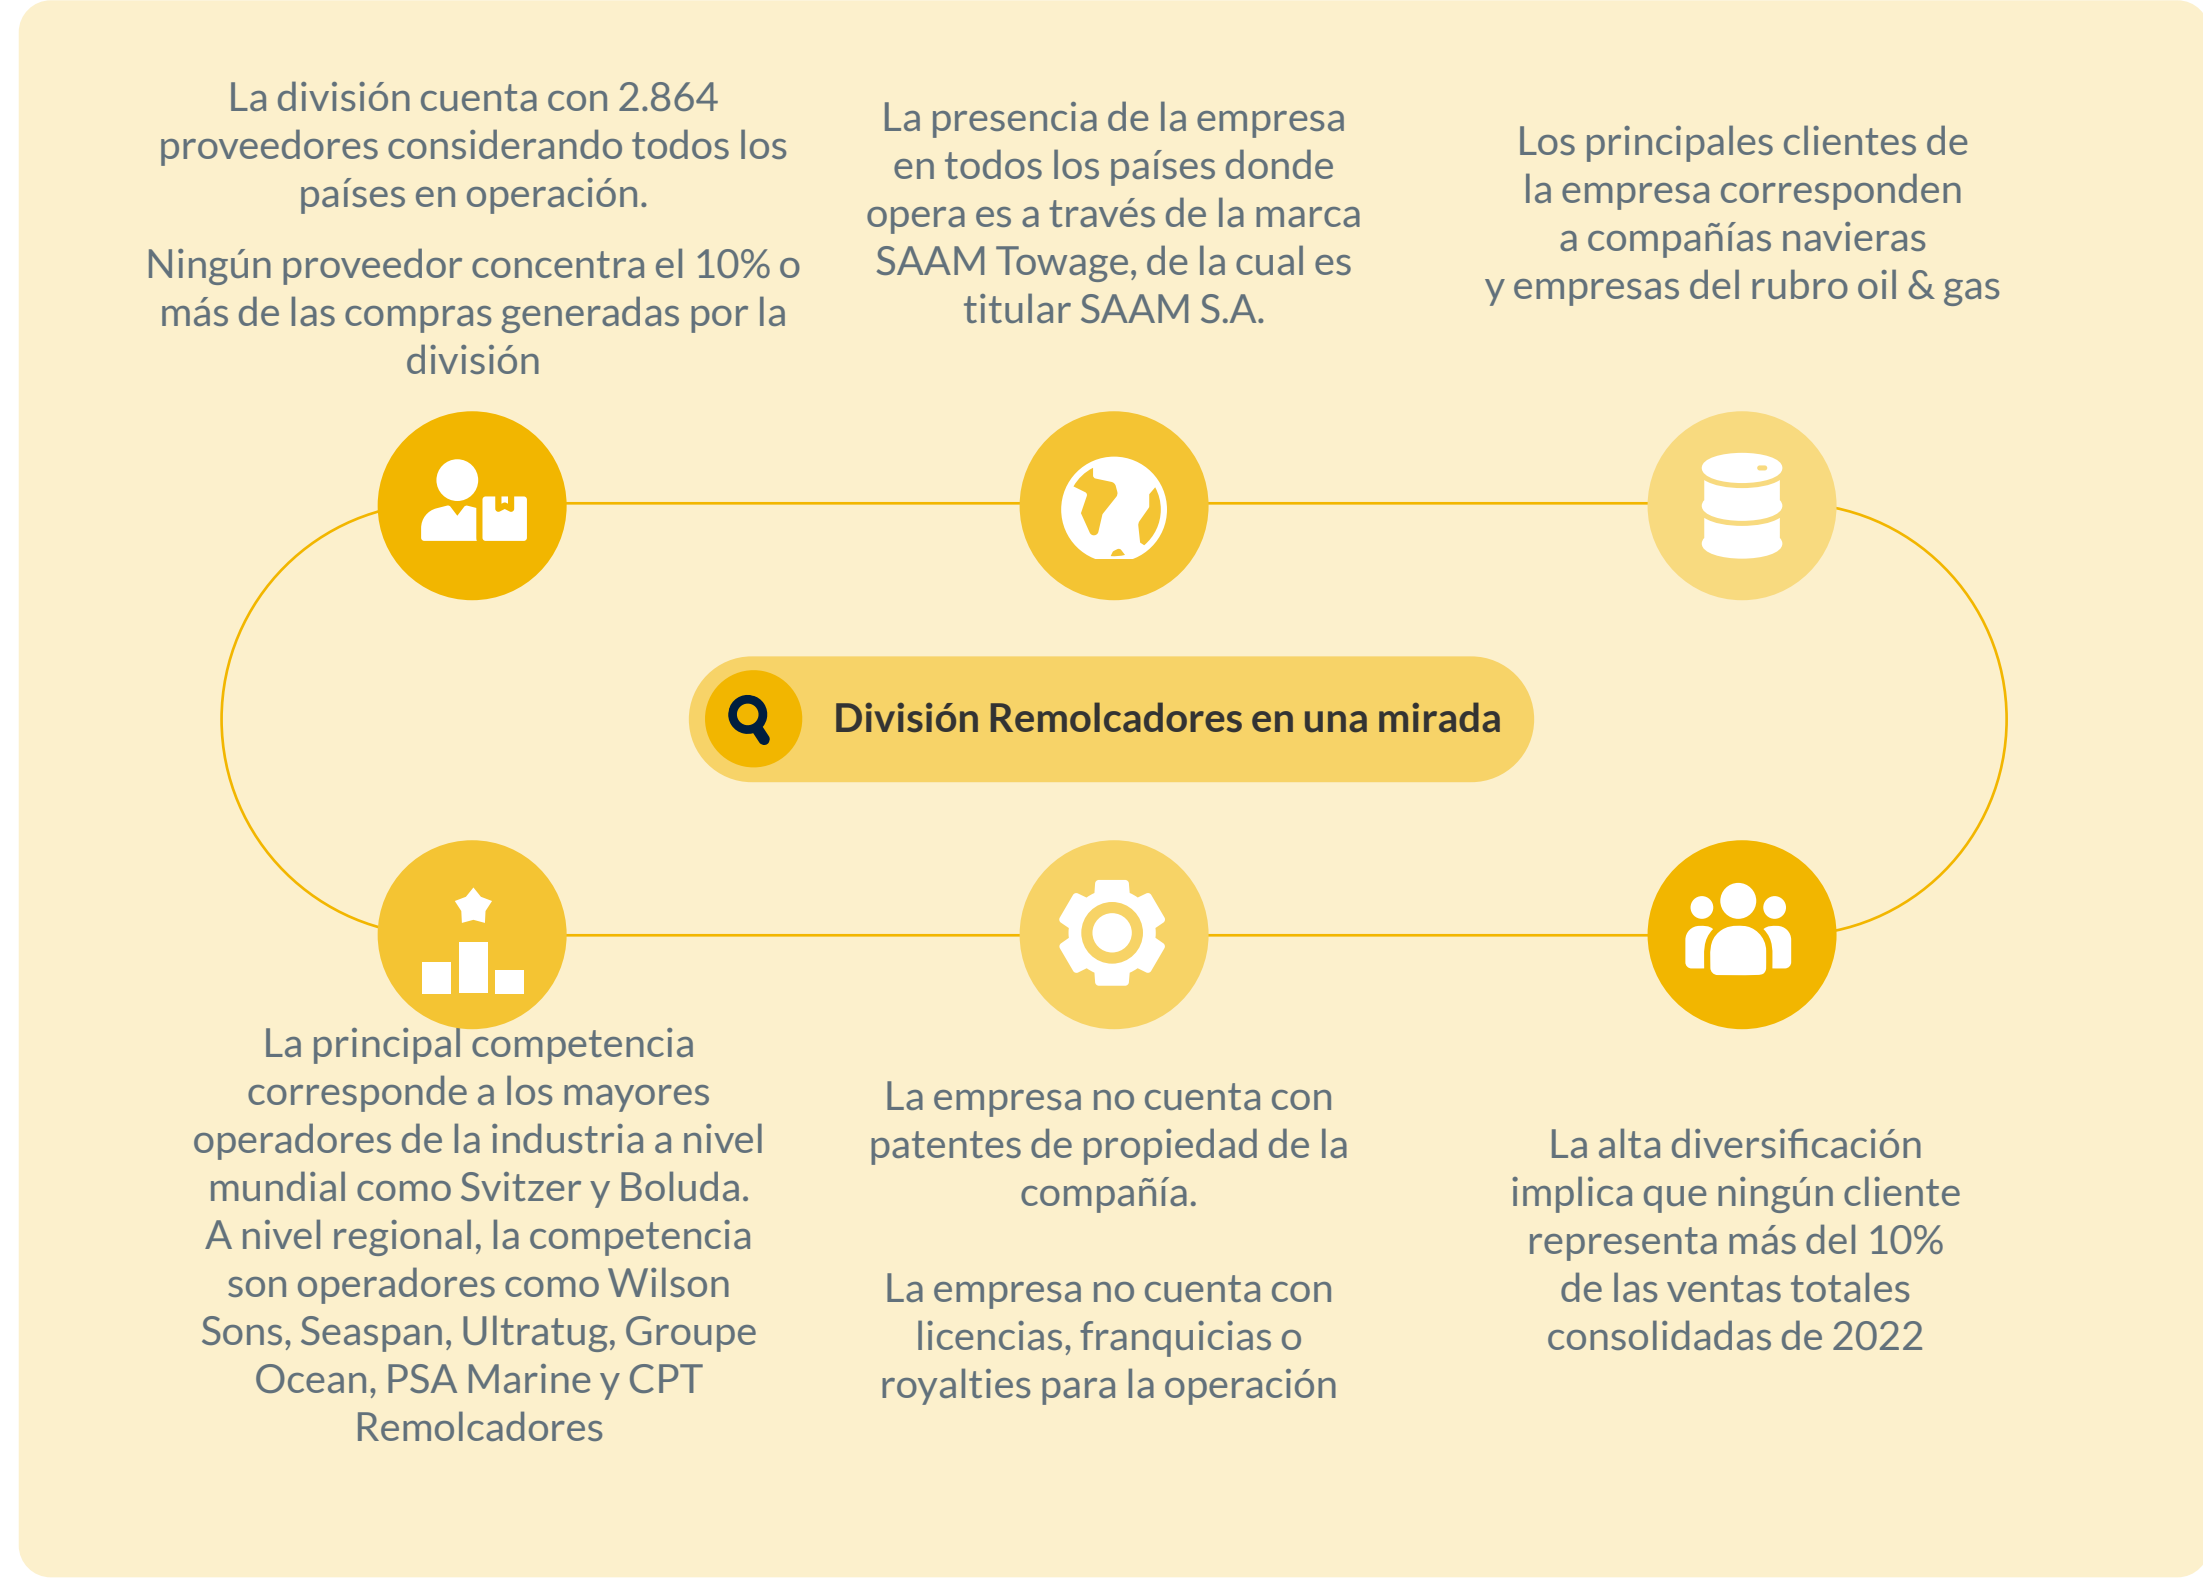 La división cuenta con 2.864
proveedores considerando todos los
países en operación.
Ningún proveedor concentra el 10% o
más de las compras generadas por la
división
La presencia de la empresa
en todos los países donde
opera es a través de la marca
SAAM Towage, de la cual es
titular SAAM S.A.
Los principales clientes de
la empresa corresponden
a compañías navieras
y empresas del rubro oil & gas
División Remolcadores en una mirada
La principal competencia
corresponde a los mayores
operadores de la industria a nivel
mundial como Svitzer y Boluda.
A nivel regional, la competencia
son operadores como Wilson
Sons, Seaspan, Ultratug, Groupe
Ocean, PSA Marine y CPT
Remolcadores
La empresa no cuenta con
patentes de propiedad de la
compañía.
La empresa no cuenta con
licencias, franquicias o
royalties para la operación
La alta diversificación
implica que ningún cliente
representa más del 10%
de las ventas totales
consolidadas de 2022